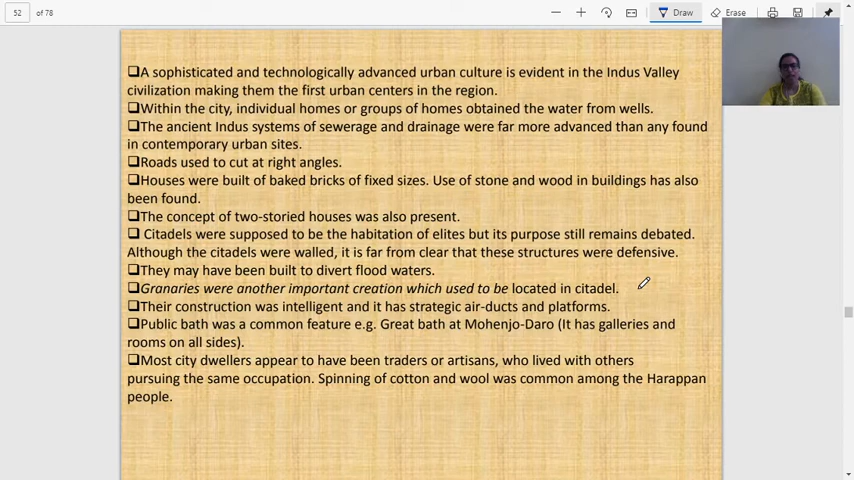 52 of 78
Draw
Erase
❑A sophisticated and technologically advanced urban culture is evident in the Indus Valley
civilization making them the first urban centers in the region.
❑Within the city, individual homes or groups of homes obtained the water from wells.
❑The ancient Indus systems of sewerage and drainage were far more advanced than any found
in contemporary urban sites.
❑Roads used to cut at right angles.
❑Houses were built of baked bricks of fixed sizes. Use of stone and wood in buildings has also
been found.
❑The concept of two-storied houses was also present.
❑ Citadels were supposed to be the habitation of elites but its purpose still remains debated.
Although the citadels were walled, it is far from clear that these structures were defensive.
❑They may have been built to divert flood waters.
❑Granaries were another important creation which used to be located in citadel.
❑Their construction was intelligent and it has strategic air-ducts and platforms.
❑Public bath was a common feature e.g. Great bath at Mohenjo-Daro (It has galleries and
rooms on all sides).
❑Most city dwellers appear to have been traders or artisans, who lived with others
pursuing the same occupation. Spinning of cotton and wool was common among the Harappan
people.